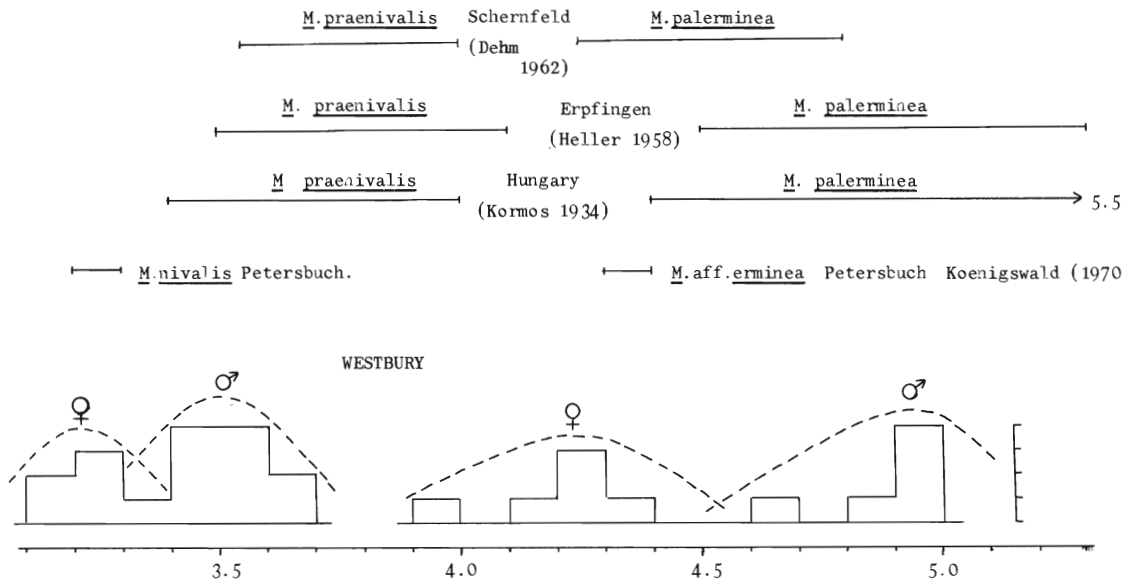 M.praenivalis Schernfeld M.palerminea
(Dehm
1962)
M. praenivalis Erpfingen M. palerminea
(Heller 1958)
M praenivalis Hungary M. palerminea
(Kormos 1934) 5.5
M.nivalis Petersbuch. M.aff.erminea Petersbuch Koenigswald (1970
WESTBURY
♀ ♂ ♀ ♂
3.5 4.0 4.5 5.0